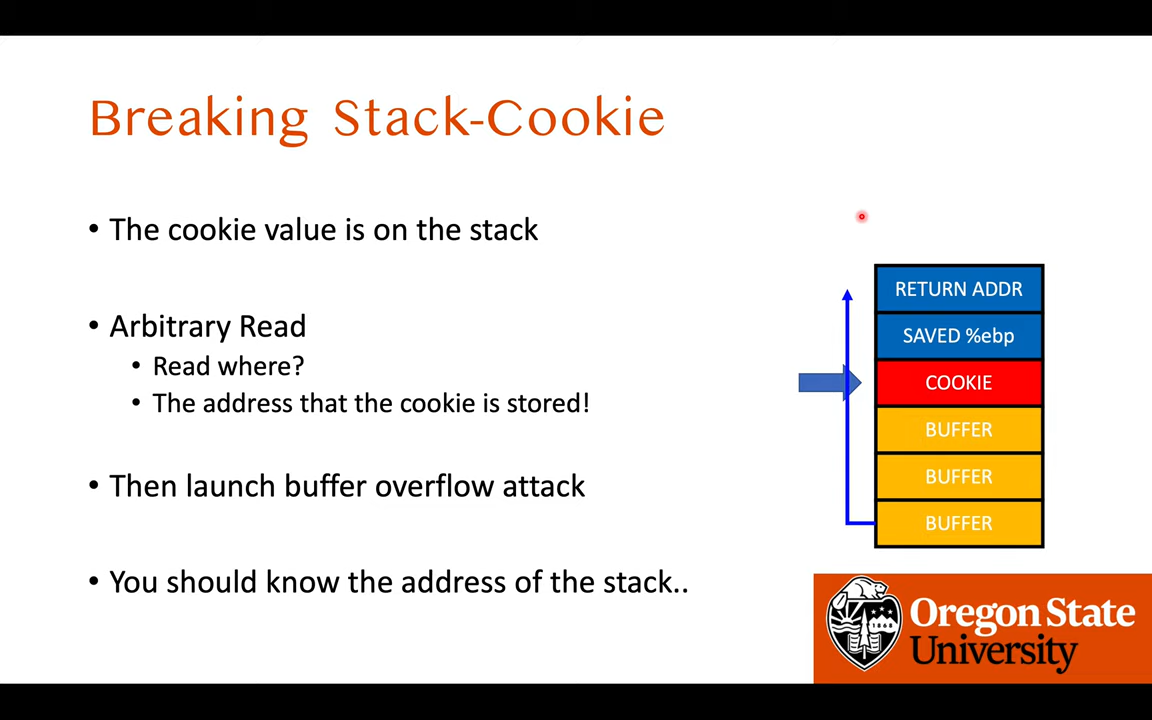 Breaking Stack-Cookie
• The cookie value is on the stack
• Arbitrary Read
• Read where?
• The address that the cookie is stored!
• Then launch buffer overflow attack
• You should know the address of the stack..
RETURN ADDR
SAVED %ebp
COOKIE
BUFFER
BUFFER
BUFFER
Oregon State
University